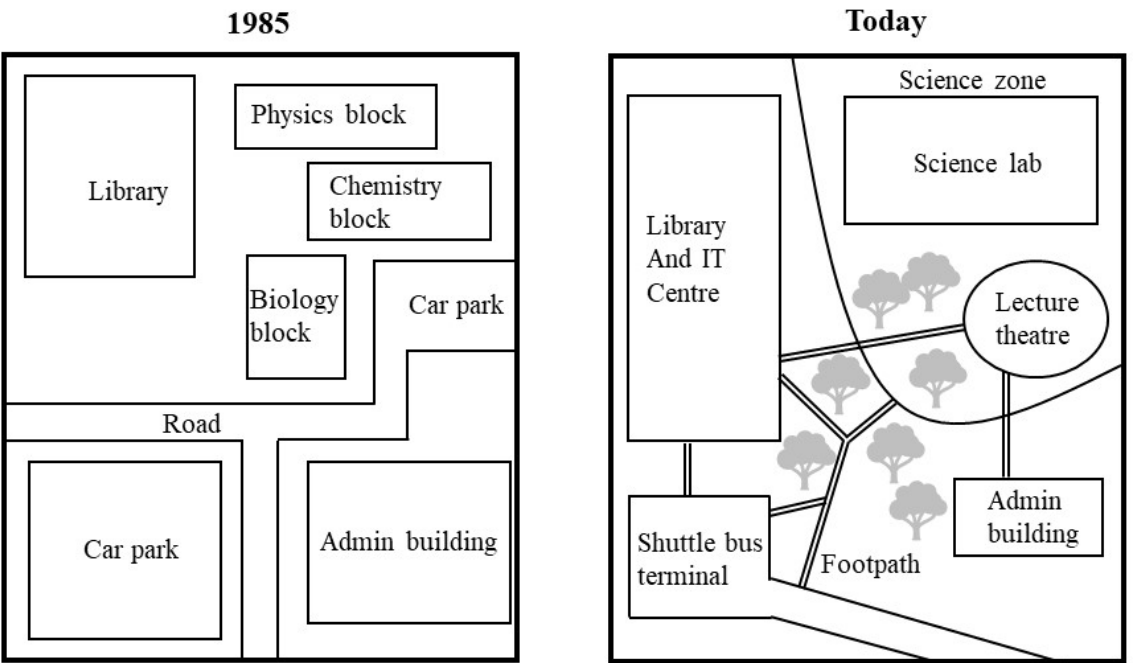 1985
Physics block
Library
Chemistry
block
Biology
block
Car park
Road
Car park
Admin building
Today
Science zone
Science lab
Library
And IT
Centre
Lecture
theatre
Admin
building
Shuttle bus
terminal
Footpath